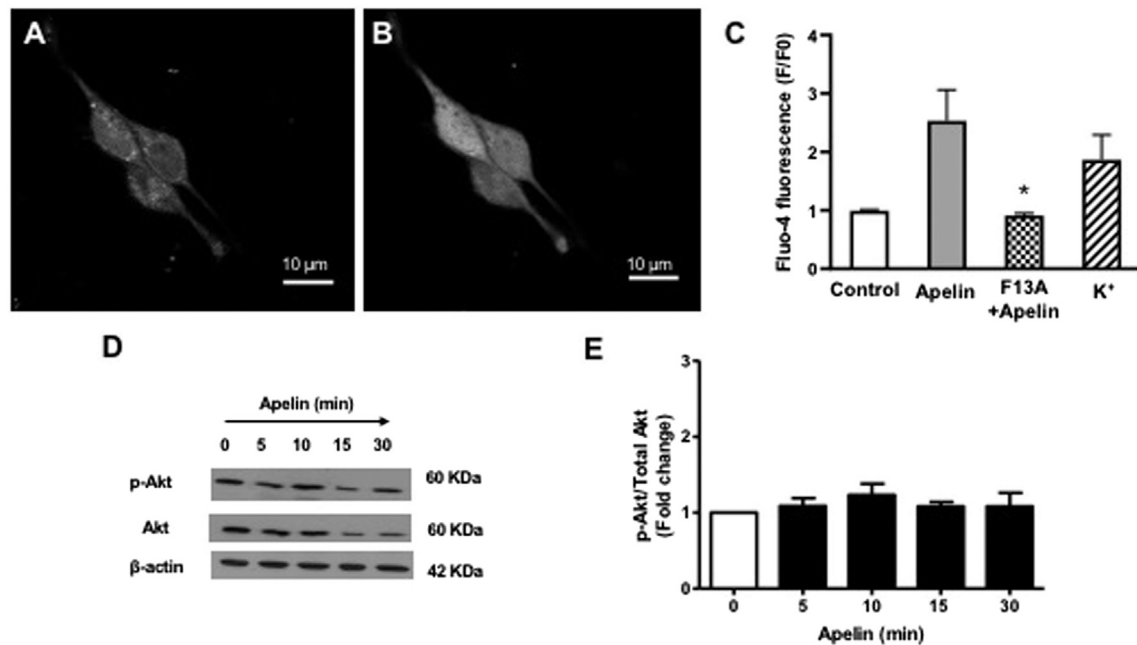 A
10 µm
B
10 µm
C
Fluo-4 fluorescence (F/F0)
4
3
2
1
0
*
Control
Apelin
F13A
+Apelin
K⁺
D
Apelin (min)
0 5 10 15 30
p-Akt
60 KDa
Akt
60 KDa
β-actin
42 KDa
E
p-Akt/Total Akt
(Fold change)
3
2
1
0
0 5 10 15 30
Apelin (min)